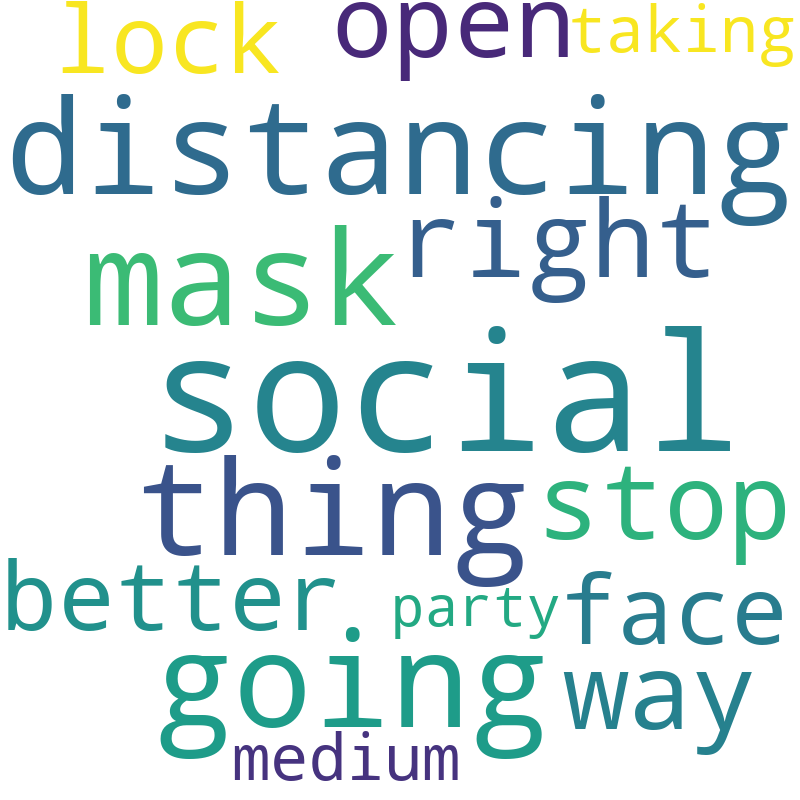 lock open taking
distancing
right
mask
social
thing stop
better party face
going way
medium